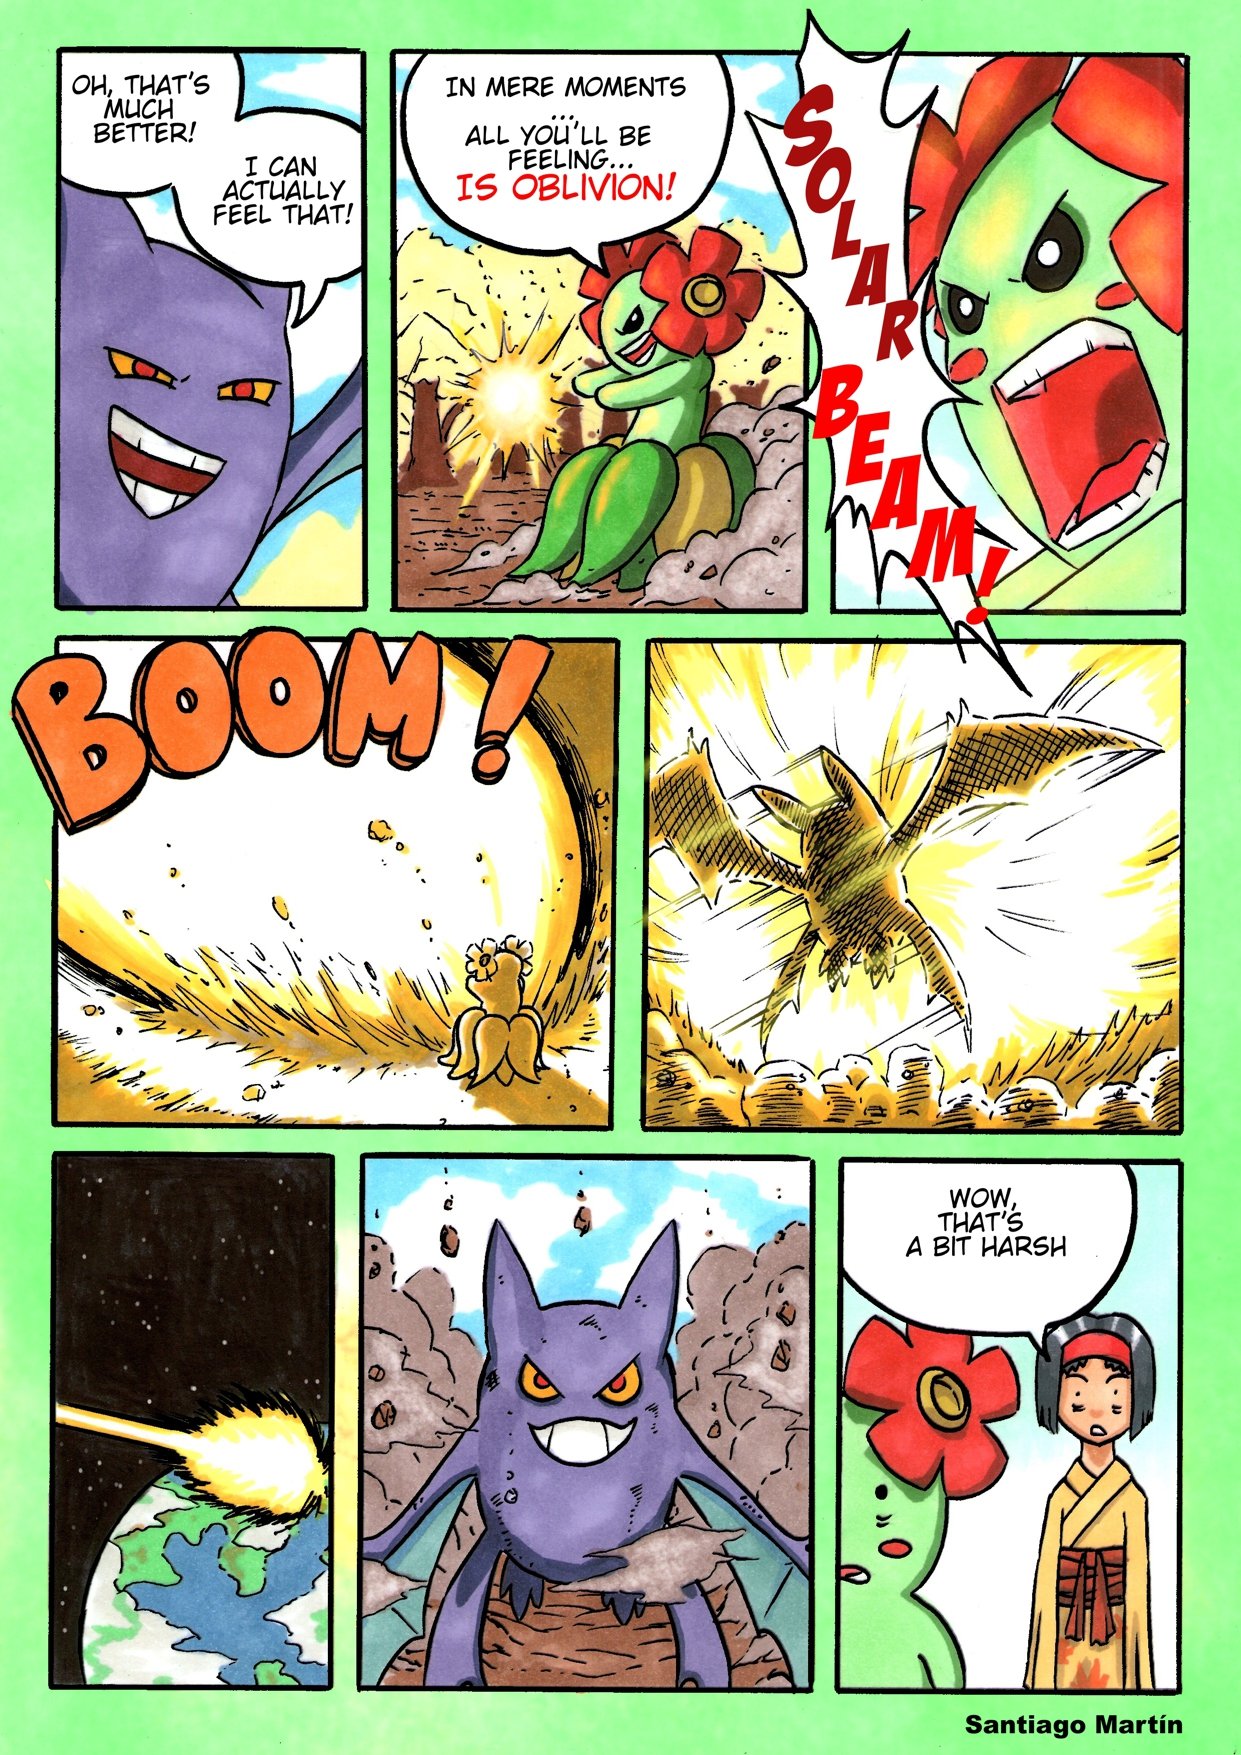 OH, THAT'S
MUCH
BETTER!
I CAN
ACTUALLY
FEEL THAT!
IN MERE MOMENTS
...
ALL YOU'LL BE
FEELING...
IS OBLIVION!
SOLAR
BEAM!
BOOM!
WOW,
THAT'S
A BIT HARSH
Santiago Martín